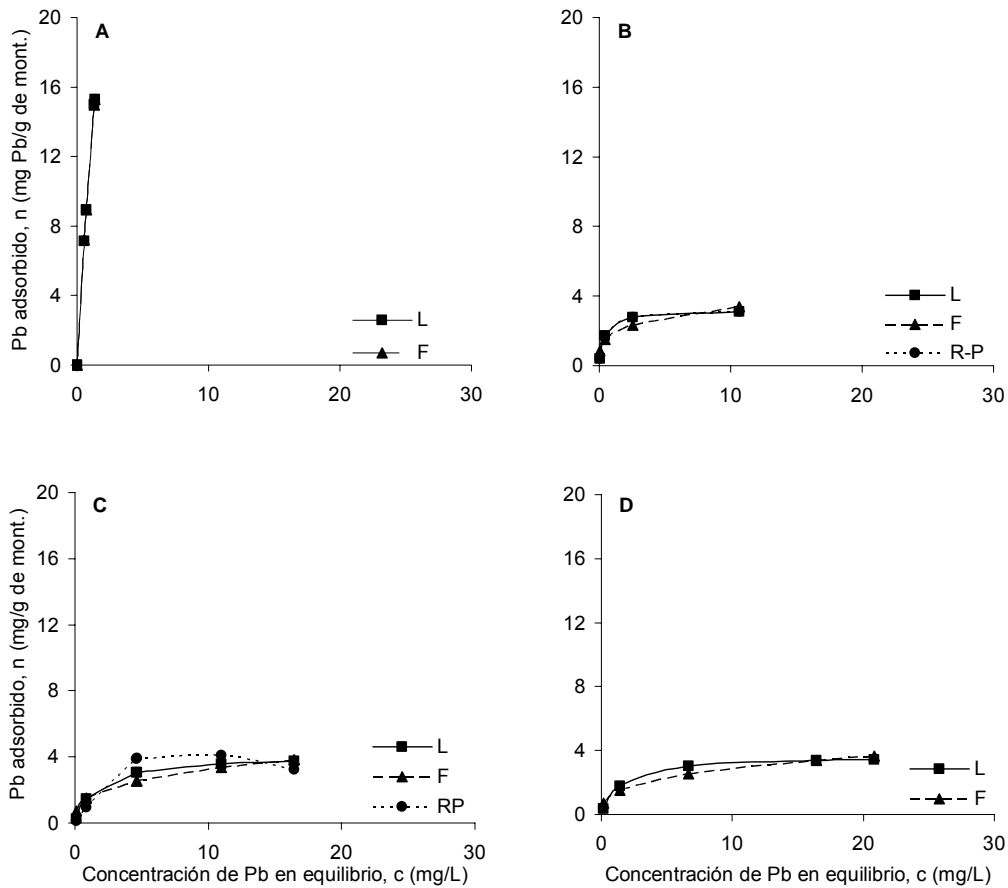 A
Pb adsorbido, n (mg Pb/g de mont.)
20
16
12
8
4
0
0 10 20 30
L
F
B
20
16
12
8
4
0
0 10 20 30
L
F
R-P
C
Pb adsorbido, n (mg/g de mont.)
20
16
12
8
4
0
0 10 20 30
L
F
RP
Concentración de Pb en equilibrio, c (mg/L)
D
20
16
12
8
4
0
0 10 20 30
L
F
Concentración de Pb en equilibrio, c (mg/L)